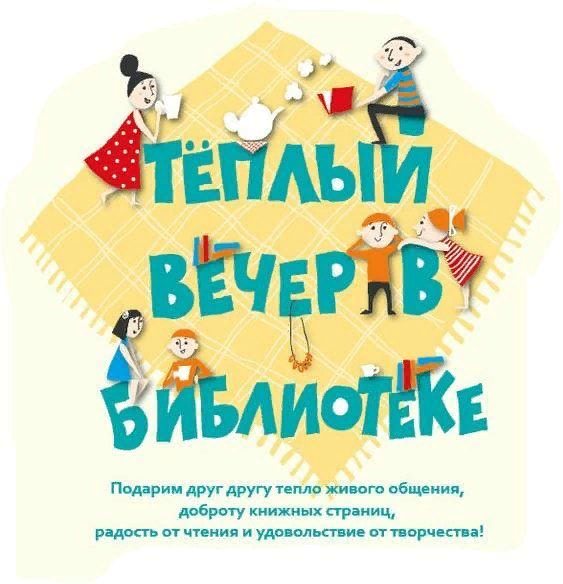 ТЁПЛЫЙ
ВЕЧЕР В
БИБЛИОТЕКЕ
Подарим друг другу тепло живого общения,
доброту книжных страниц,
радость от чтения и удовольствие от творчества!